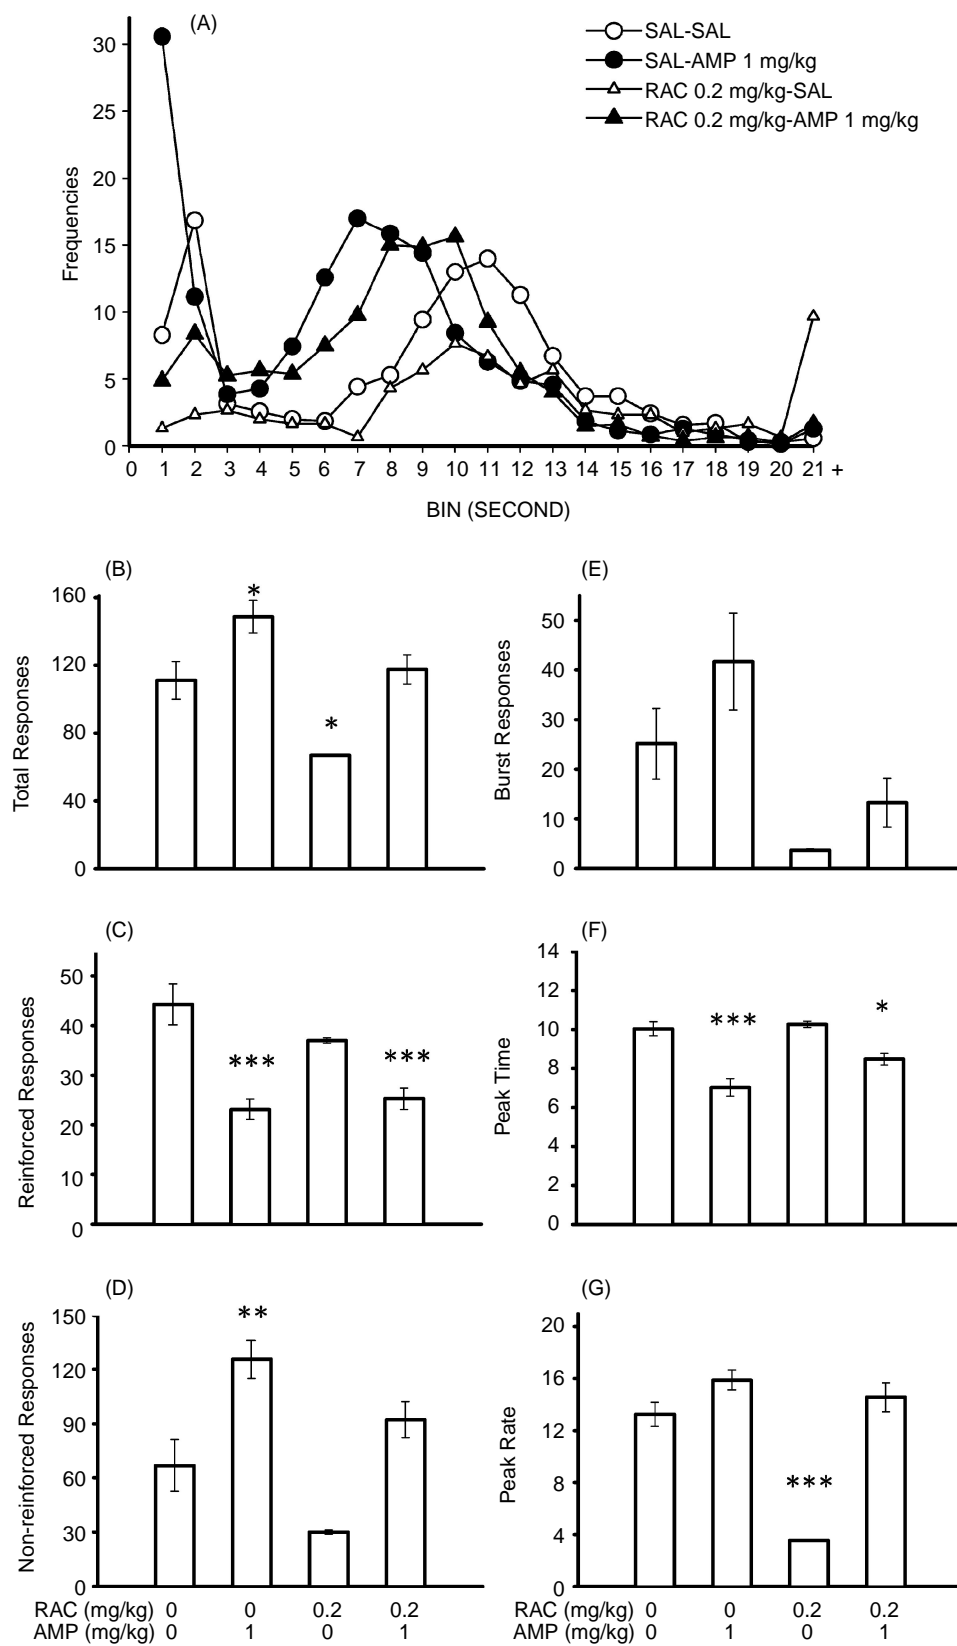 (A)
SAL-SAL
SAL-AMP 1 mg/kg
RAC 0.2 mg/kg-SAL
RAC 0.2 mg/kg-AMP 1 mg/kg
Frequencies
30
25
20
15
10
5
0
0 1 2 3 4 5 6 7 8 9 10 11 12 13 14 15 16 17 18 19 20 21 +
BIN (SECOND)
(B)
Total Responses
160
120
80
40
0
*
*
(E)
Burst Responses
50
40
30
20
10
0
(C)
Reinforced Responses
50
40
30
20
10
0
***
***
(F)
Peak Time
14
12
10
8
6
4
2
0
***
*
(D)
Non-reinforced Responses
150
120
90
60
30
0
**
RAC (mg/kg) 0 0 0.2 0.2
AMP (mg/kg) 0 1 0 1
(G)
Peak Rate
20
16
12
8
4
0
***
RAC (mg/kg) 0 0 0.2 0.2
AMP (mg/kg) 0 1 0 1